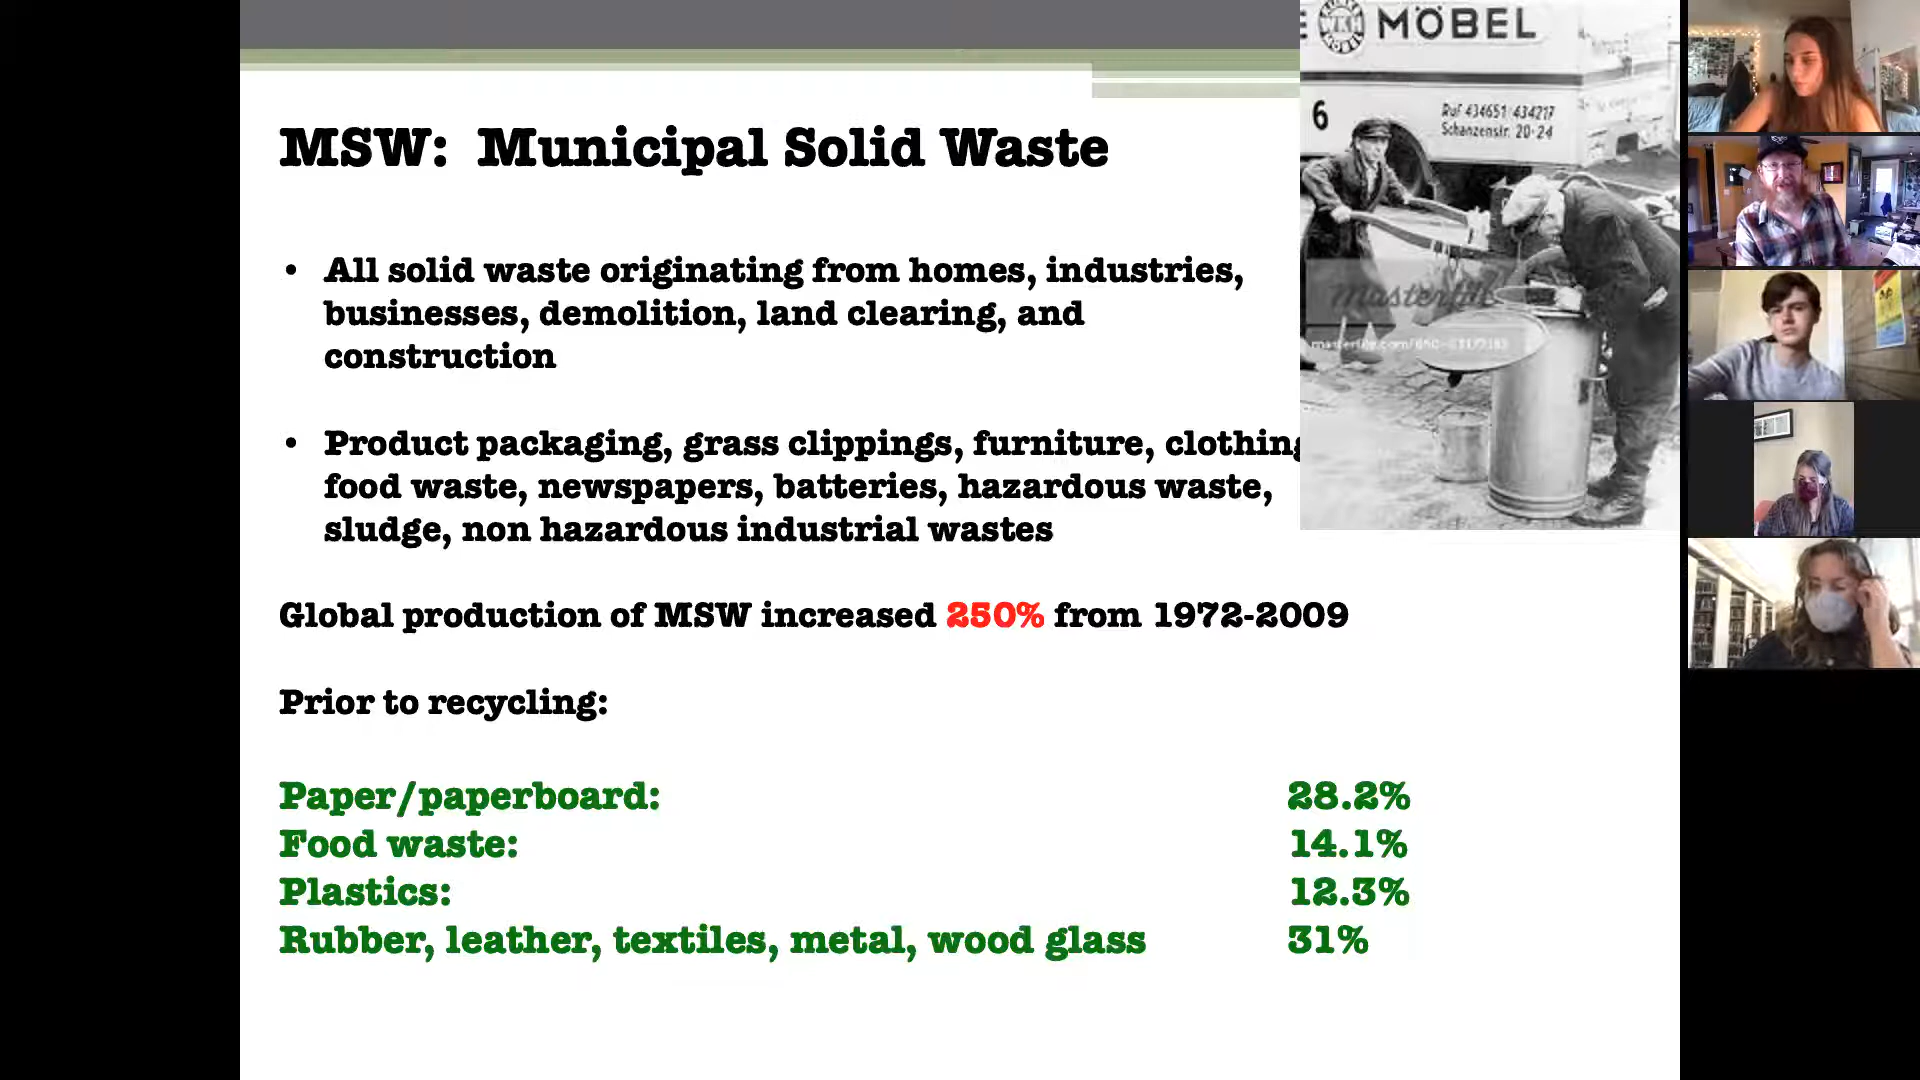 MSW: Municipal Solid Waste
• All solid waste originating from homes, industries,
businesses, demolition, land clearing, and
construction
• Product packaging, grass clippings, furniture, clothing
food waste, newspapers, batteries, hazardous waste,
sludge, non hazardous industrial wastes
Global production of MSW increased 250% from 1972-2009
Prior to recycling:
Paper/paperboard: 28.2%
Food waste: 14.1%
Plastics: 12.3%
Rubber, leather, textiles, metal, wood glass 31%
E MÖBEL
WKH
MÖBEL
6
Ruf 434651 434217
Schanzenstr. 20-24
masterfile